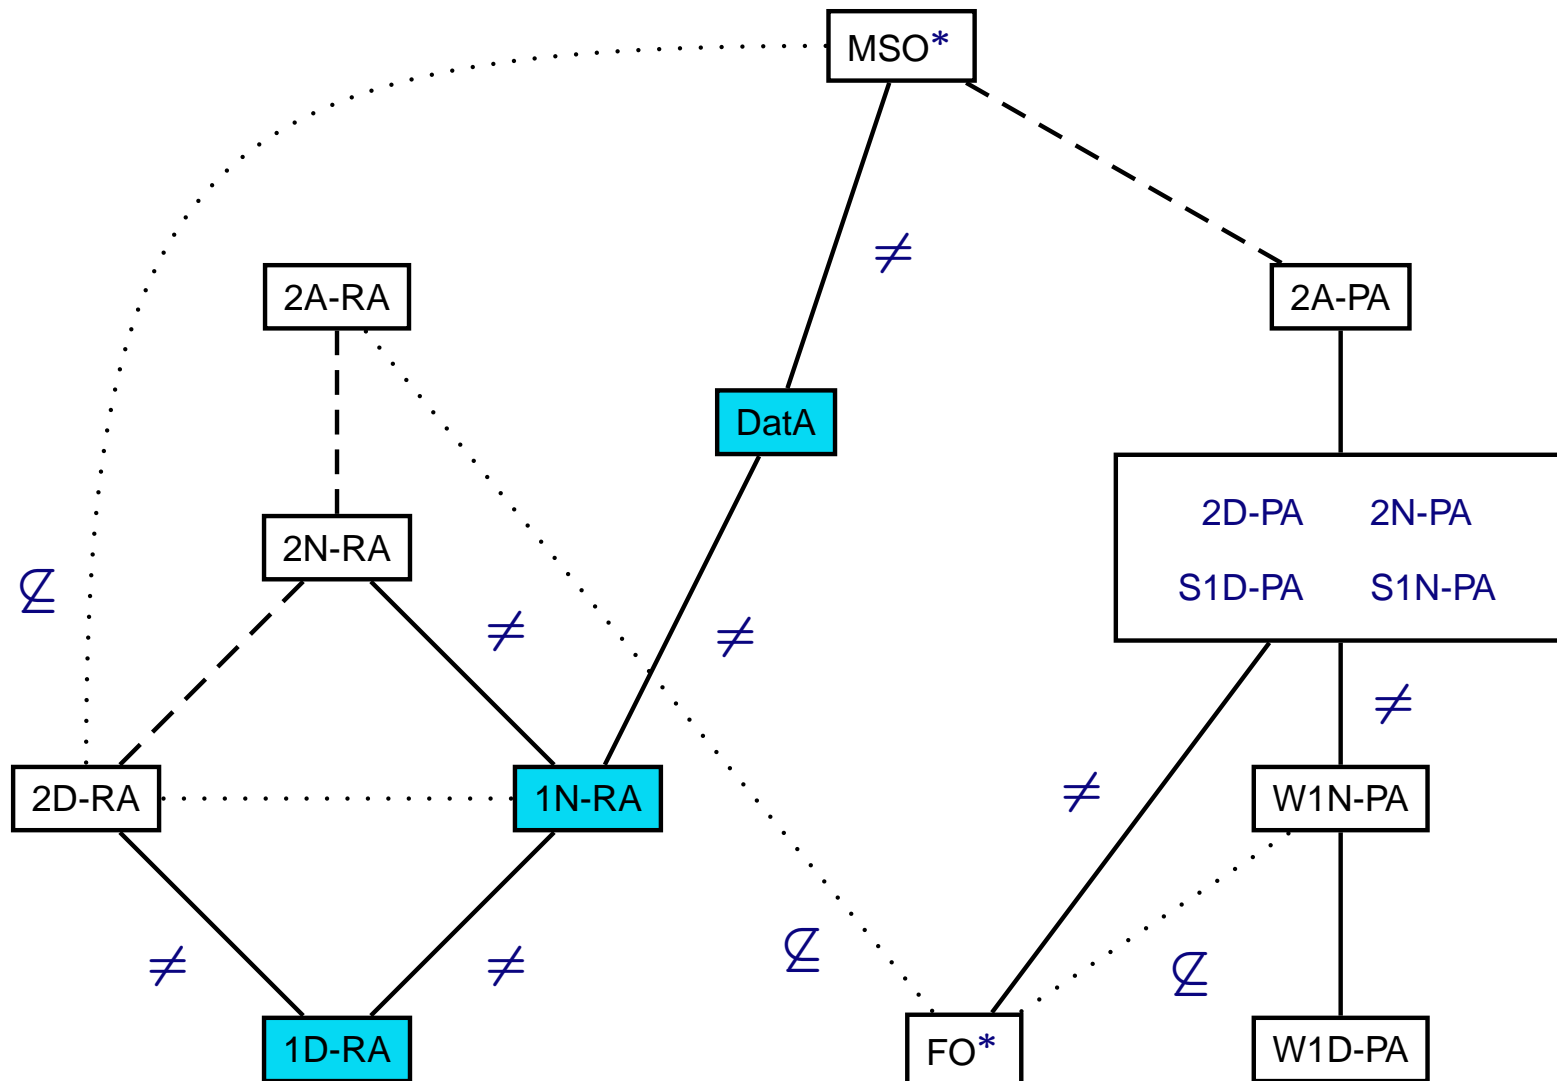 MSO*
≠
2A-RA
2A-PA
DatA
2D-PA 2N-PA
2N-RA
⊈
S1D-PA S1N-PA
≠
≠
≠
2D-RA
1N-RA
≠
W1N-PA
≠
≠
⊈
⊈
1D-RA
FO*
W1D-PA